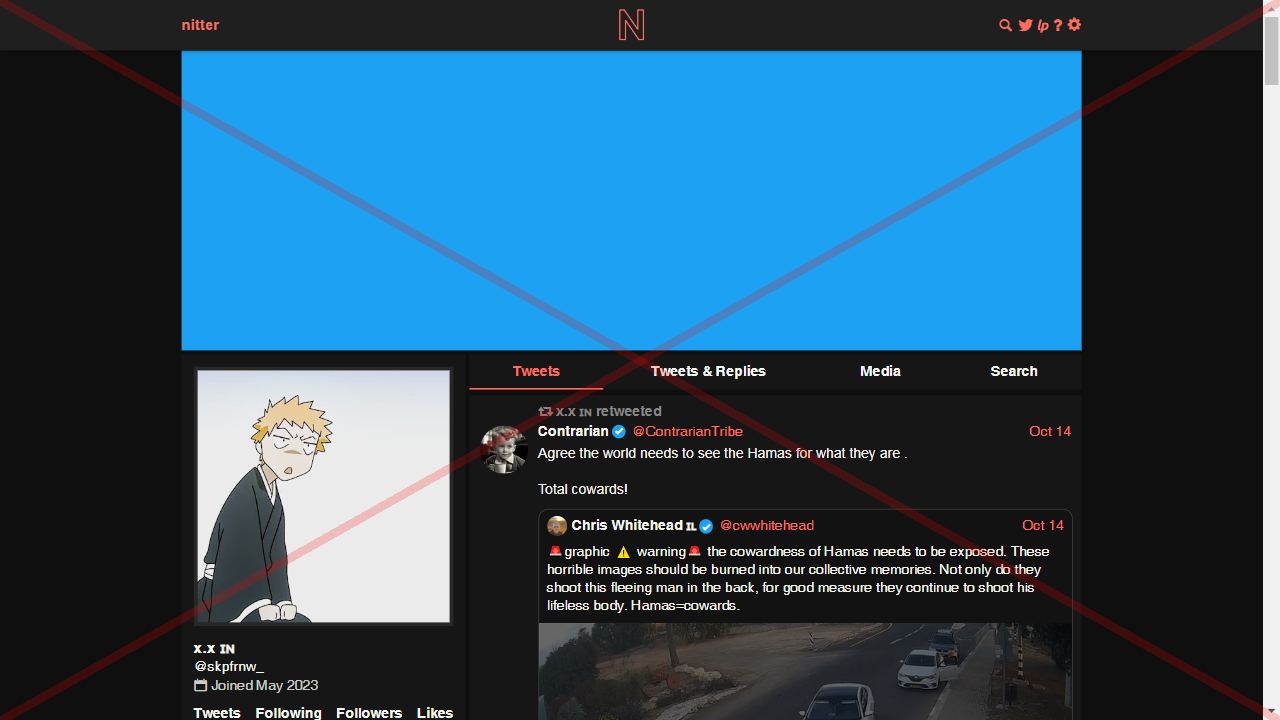 nitter
N
lp ?
Tweets
Tweets & Replies
Media
Search
x.x IN retweeted
Contrarian @ContrarianTribe Oct 14
Agree the world needs to see the Hamas for what they are .
Total cowards!
Chris Whitehead IL @cwwhitehead Oct 14
🚨graphic ⚠️ warning🚨 the cowardness of Hamas needs to be exposed. These
horrible images should be burned into our collective memories. Not only do they
shoot this fleeing man in the back, for good measure they continue to shoot his
lifeless body. Hamas=cowards.
x.x IN
@skpfrnw_
Joined May 2023
Tweets Following Followers Likes